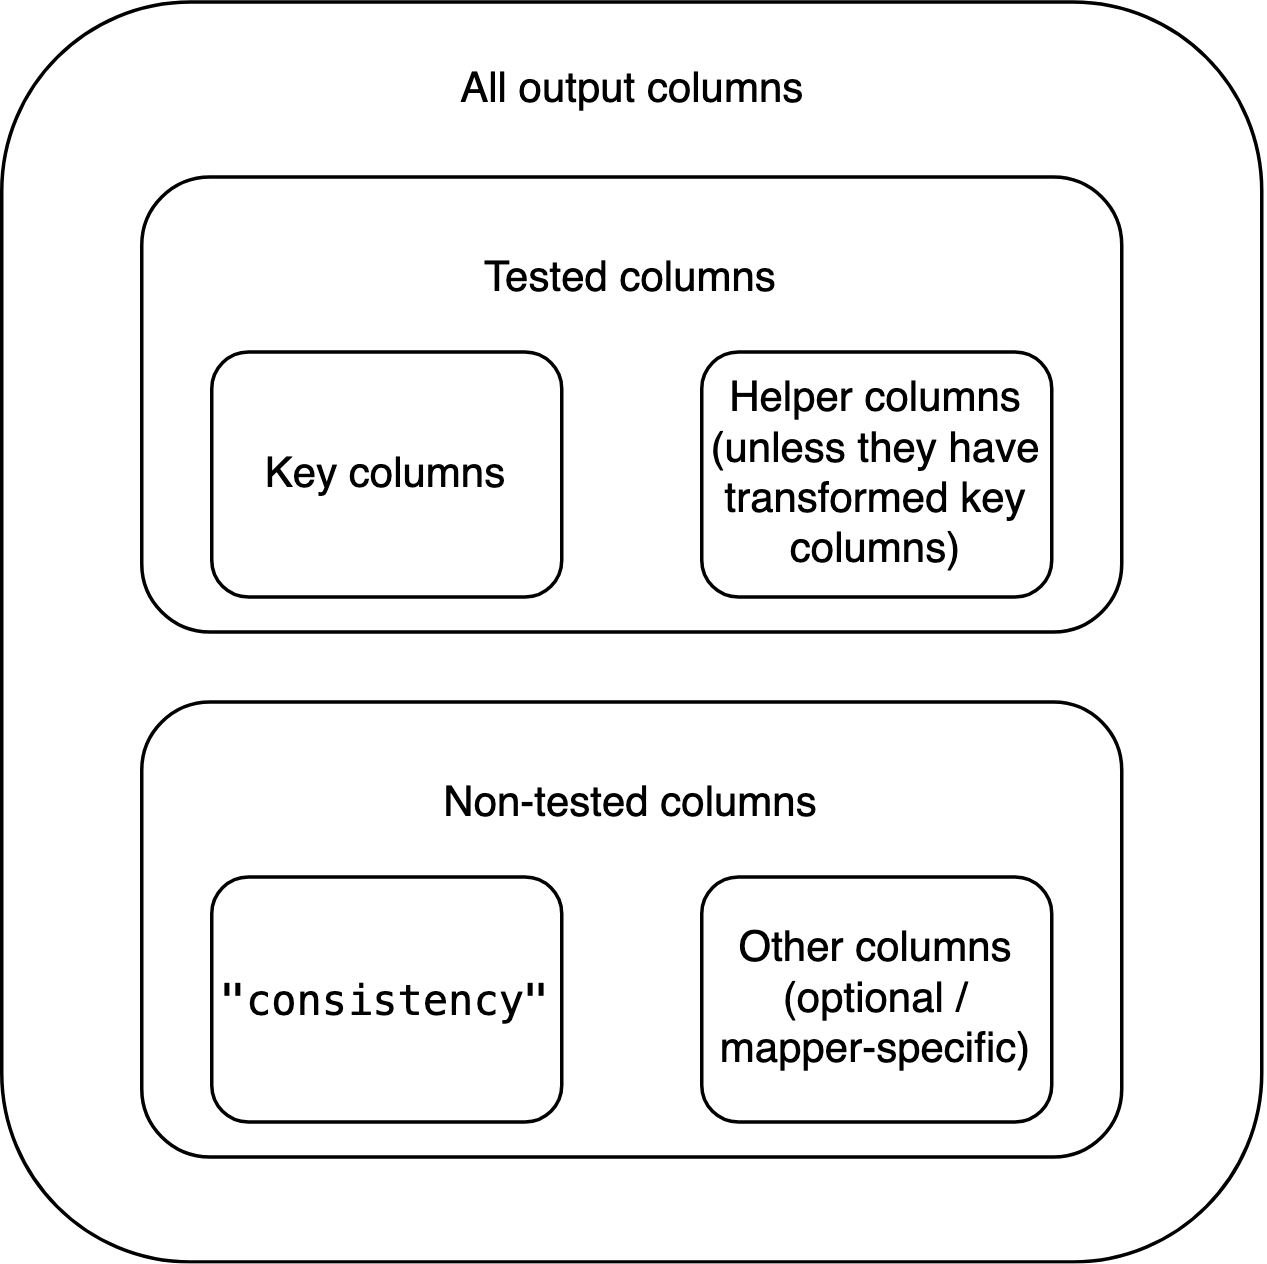 All output columns
Tested columns
Key columns
Helper columns
(unless they have
transformed key
columns)
Non-tested columns
"consistency"
Other columns
(optional /
mapper-specific)